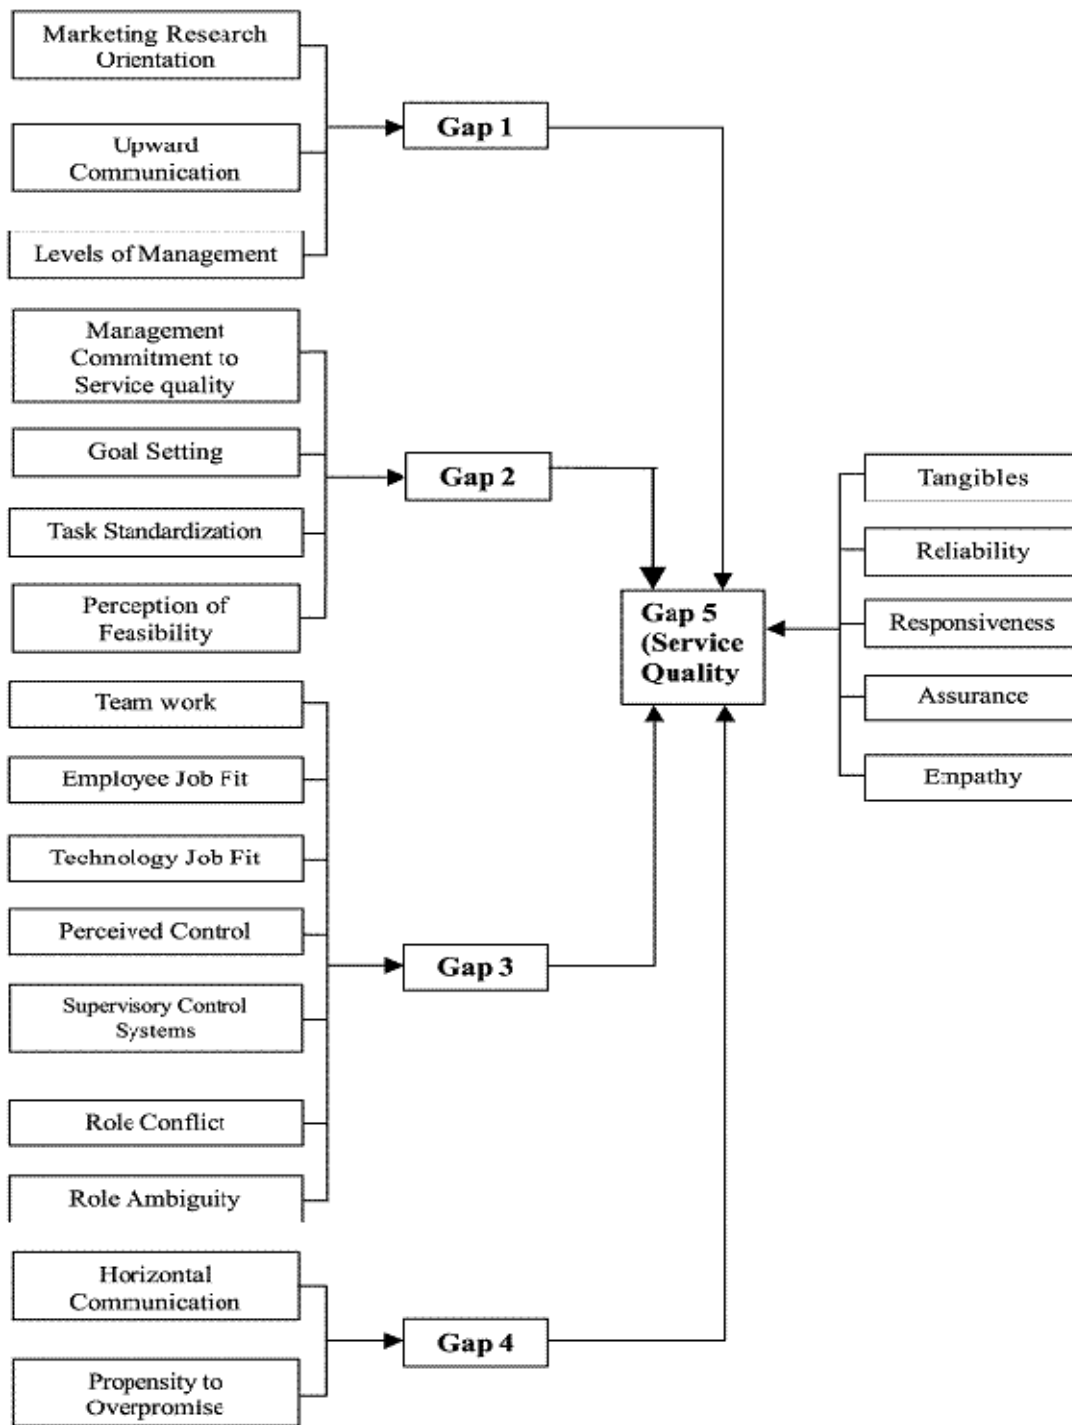 Marketing Research
Orientation
Upward
Communication
Levels of Management
Gap 1
Management
Commitment to
Service quality
Goal Setting
Task Standardization
Perception of
Feasibility
Gap 2
Team work
Employee Job Fit
Technology Job Fit
Perceived Control
Supervisory Control
Systems
Role Conflict
Role Ambiguity
Gap 3
Horizontal
Communication
Propensity to
Overpromise
Gap 4
Gap 5
(Service
Quality
Tangibles
Reliability
Responsiveness
Assurance
Empathy